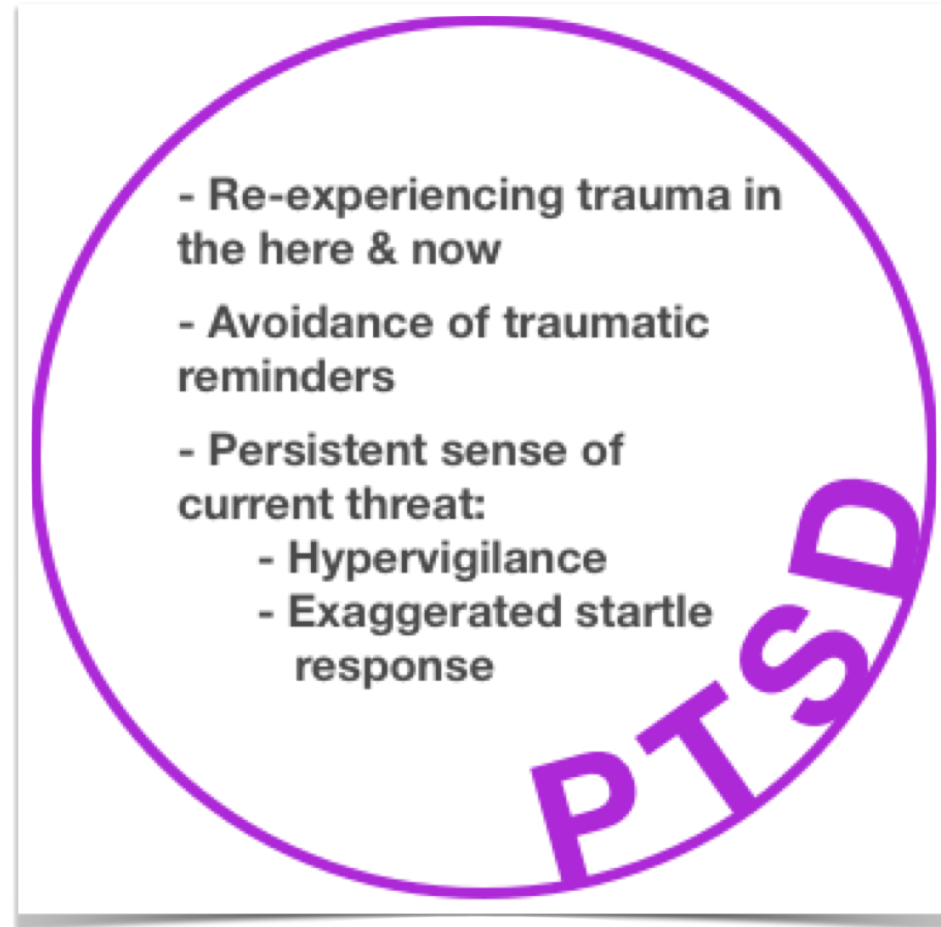 - Re-experiencing trauma in
the here & now
- Avoidance of traumatic
reminders
- Persistent sense of
current threat:
- Hypervigilance
- Exaggerated startle
response
PTSD